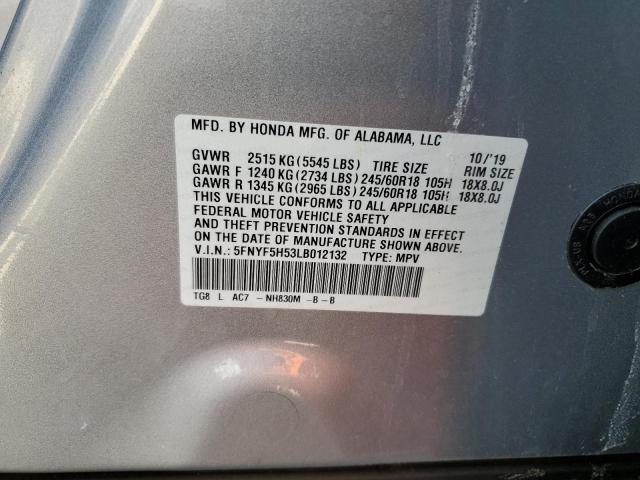 MFD. BY HONDA MFG. OF ALABAMA, LLC
10/'19
GVWR 2515 KG (5545 LBS) TIRE SIZE RIM SIZE
GAWR F 1240 KG (2734 LBS) 245/60R18 105H 18X8.0J
GAWR R 1345 KG (2965 LBS) 245/60R18 105H 18X8.0J
THIS VEHICLE CONFORMS TO ALL APPLICABLE
FEDERAL MOTOR VEHICLE SAFETY
AND THEFT PREVENTION STANDARDS IN EFFECT
ON THE DATE OF MANUFACTURE SHOWN ABOVE.
V.I.N.: 5FNYF5H53LB012132 TYPE: MPV
TG8 L AC7 - NH830M - B - B
HONDA